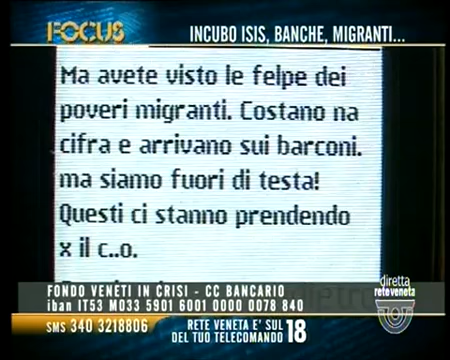 FOCUS
INCUBO ISIS, BANCHE, MIGRANTI...
Ma avete visto le felpe dei
poveri migranti. Costano na
cifra e arrivano sui barconi.
ma siamo fuori di testa!
Questi ci stanno prendendo
x il c..o.
diretta
reteveneta
FONDO VENETI IN CRISI - CC BANCARIO
iban IT53 M033 5901 6001 0000 0078 840
SMS 340 3218806
RETE VENETA E' SUL
DEL TUO TELECOMANDO 18